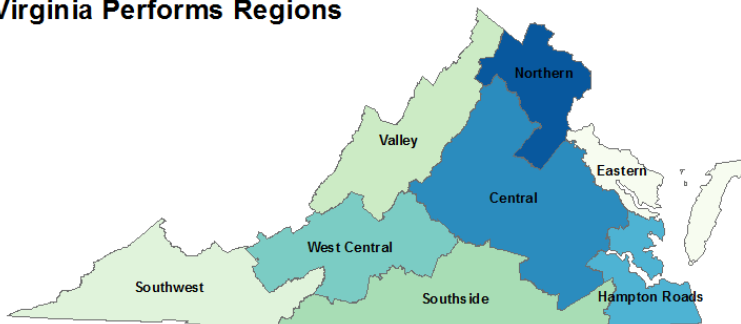 Virginia Performs Regions
Northern
Valley
Eastern
Central
West Central
Southwest
Southside
Hampton Roads